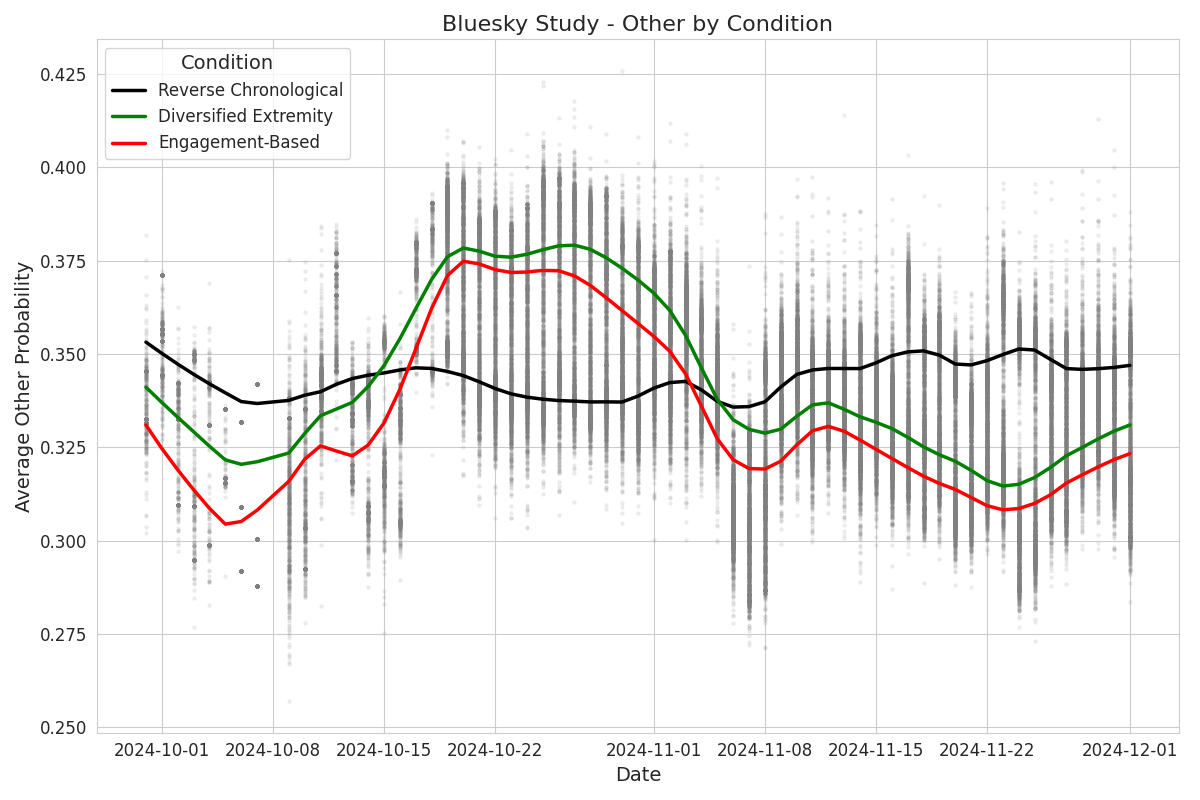 Bluesky Study - Other by Condition
Condition
Reverse Chronological
Diversified Extremity
Engagement-Based
Average Other Probability
0.425
0.400
0.375
0.350
0.325
0.300
0.275
0.250
2024-10-01
2024-10-08
2024-10-15
2024-10-22
2024-11-01
2024-11-08
2024-11-15
2024-11-22
2024-12-01
Date